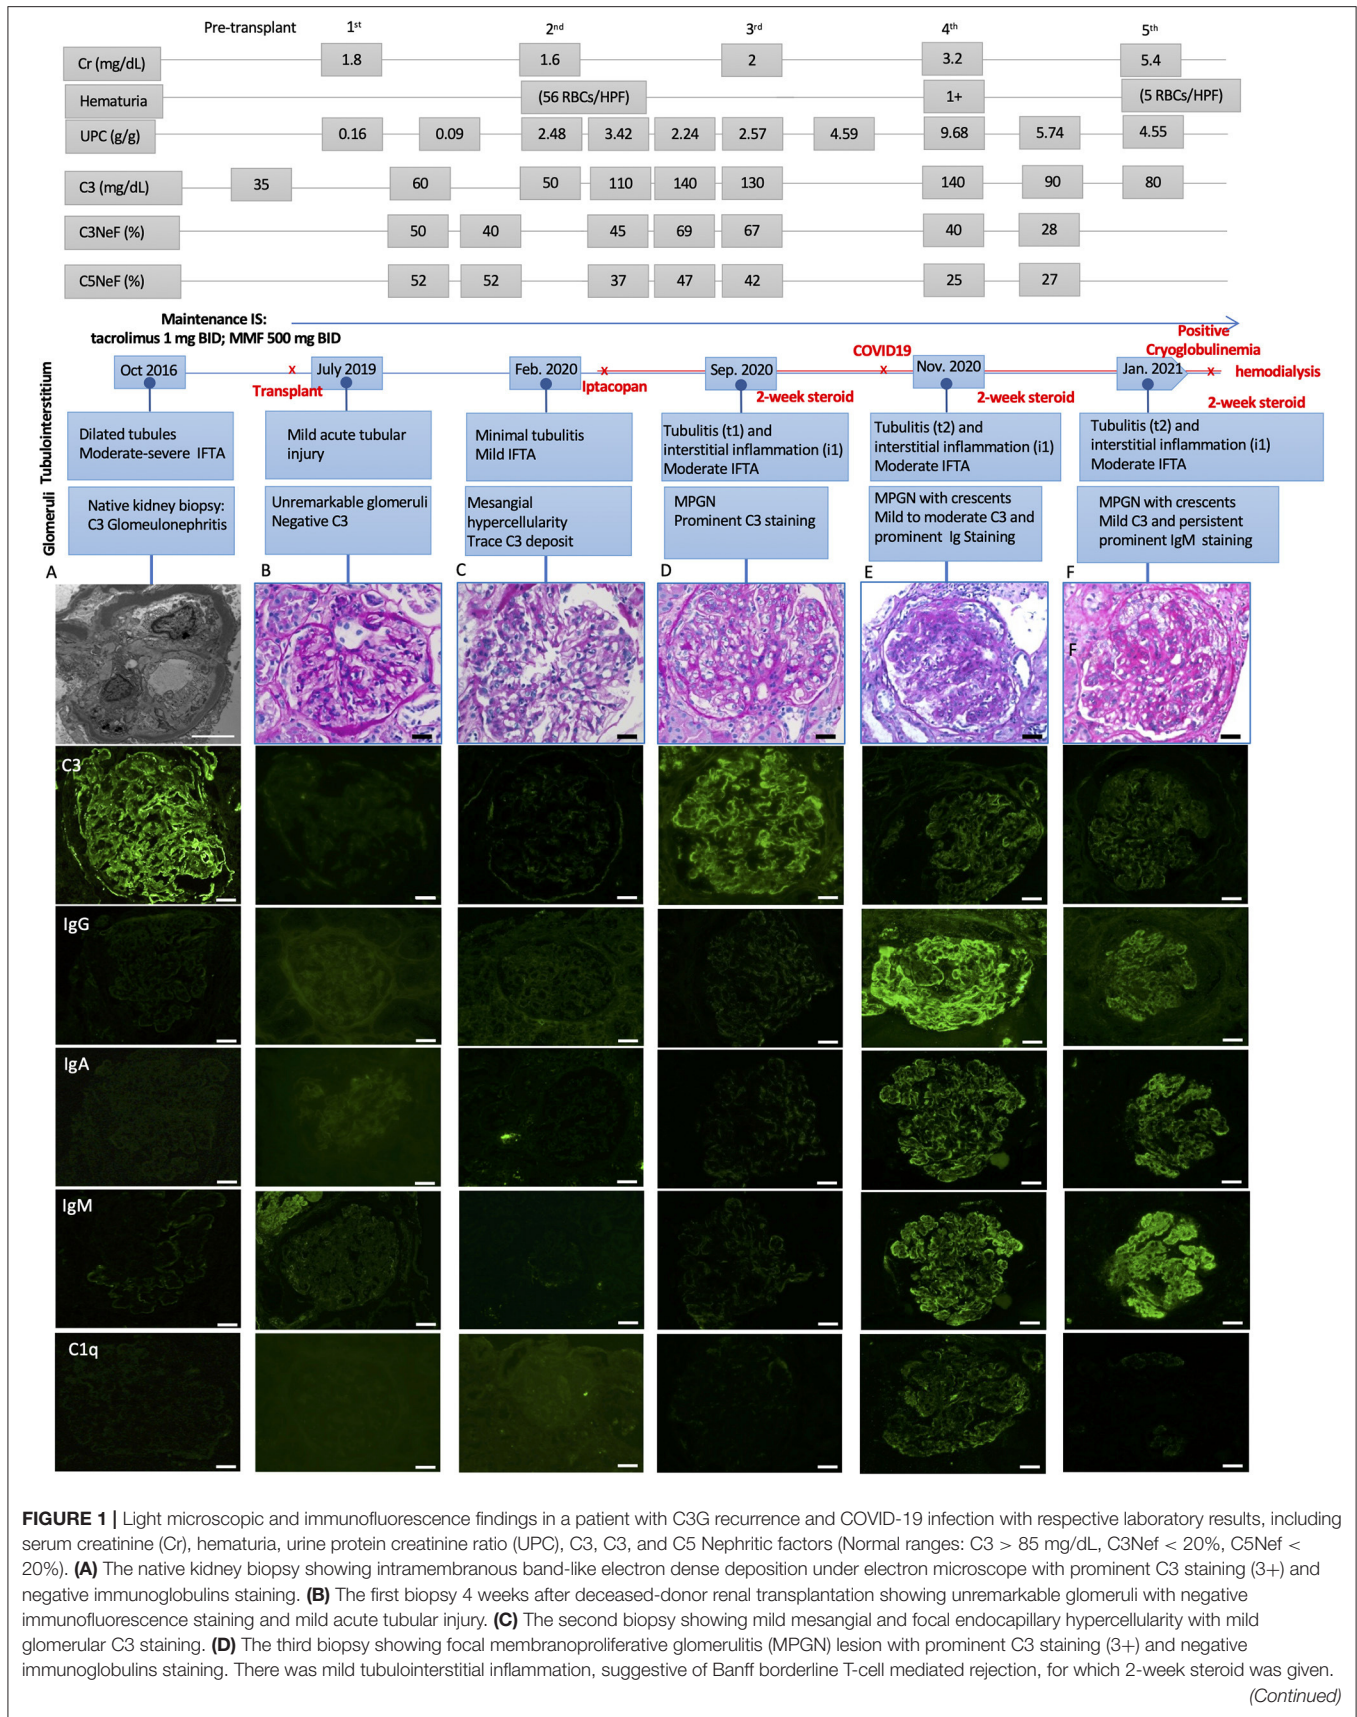 Pre-transplant 1st 2nd 3rd 4th 5th
Cr (mg/dL) 1.8 1.6 2 3.2 5.4
Hematuria (56 RBCs/HPF) 1+ (5 RBCs/HPF)
UPC (g/g) 0.16 0.09 2.48 3.42 2.24 2.57 4.59 9.68 5.74 4.55
C3 (mg/dL) 35 60 50 110 140 130 140 90 80
C3NeF (%) 50 40 45 69 67 40 28
C5NeF (%) 52 52 37 47 42 25 27
Maintenance IS:
tacrolimus 1 mg BID; MMF 500 mg BID
Positive
Cryoglobulinemia
COVID19
Oct 2016 x July 2019 Feb. 2020 x Sep. 2020 x Nov. 2020 Jan. 2021 x hemodialysis
Transplant Iptacopan 2-week steroid 2-week steroid 2-week steroid
Tubulointerstitium
Dilated tubules
Moderate-severe IFTA
Mild acute tubular
injury
Minimal tubulitis
Mild IFTA
Tubulitis (t1) and
interstitial inflammation (i1)
Moderate IFTA
Tubulitis (t2) and
interstitial inflammation (i1)
Moderate IFTA
Tubulitis (t2) and
interstitial inflammation (i1)
Moderate IFTA
Glomeruli
Native kidney biopsy:
C3 Glomeulonephritis
Unremarkable glomeruli
Negative C3
Mesangial
hypercellularity
Trace C3 deposit
MPGN
Prominent C3 staining
MPGN with crescents
Mild to moderate C3 and
prominent Ig Staining
MPGN with crescents
Mild C3 and persistent
prominent IgM staining
A B C D E F
F
C3
IgG
IgA
IgM
C1q
FIGURE 1 | Light microscopic and immunofluorescence findings in a patient with C3G recurrence and COVID-19 infection with respective laboratory results, including
serum creatinine (Cr), hematuria, urine protein creatinine ratio (UPC), C3, C3, and C5 Nephritic factors (Normal ranges: C3 > 85 mg/dL, C3Nef < 20%, C5Nef <
20%). (A) The native kidney biopsy showing intramembranous band-like electron dense deposition under electron microscope with prominent C3 staining (3+) and
negative immunoglobulins staining. (B) The first biopsy 4 weeks after deceased-donor renal transplantation showing unremarkable glomeruli with negative
immunofluorescence staining and mild acute tubular injury. (C) The second biopsy showing mild mesangial and focal endocapillary hypercellularity with mild
glomerular C3 staining. (D) The third biopsy showing focal membranoproliferative glomerulitis (MPGN) lesion with prominent C3 staining (3+) and negative
immunoglobulins staining. There was mild tubulointerstitial inflammation, suggestive of Banff borderline T-cell mediated rejection, for which 2-week steroid was given.
(Continued)